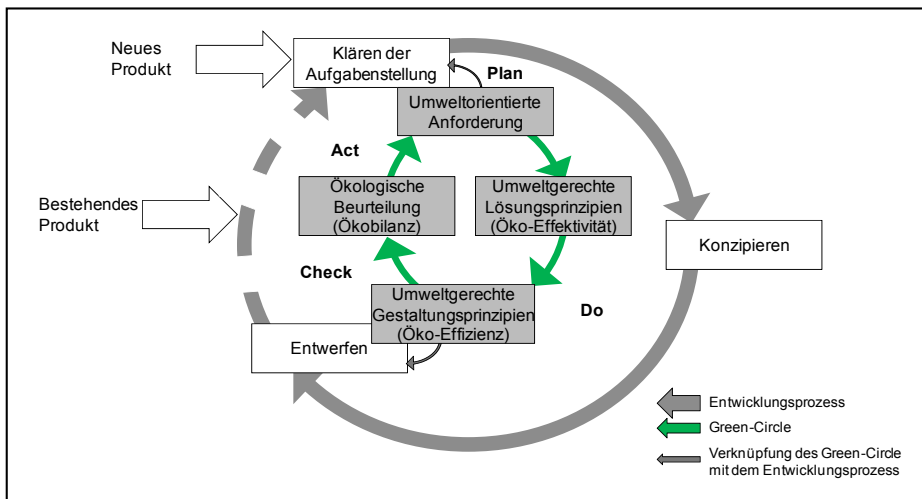 Neues
Produkt
Klären der
Aufgabenstellung
Plan
Umweltorientierte
Anforderung
Act
Ökologische
Beurteilung
(Ökobilanz)
Umweltgerechte
Lösungsprinzipien
(Öko-Effektivität)
Bestehendes
Produkt
Konzipieren
Check
Umweltgerechte
Gestaltungsprinzipien
(Öko-Effizienz)
Do
Entwerfen
Entwicklungsprozess
Green-Circle
Verknüpfung des Green-Circle
mit dem Entwicklungsprozess